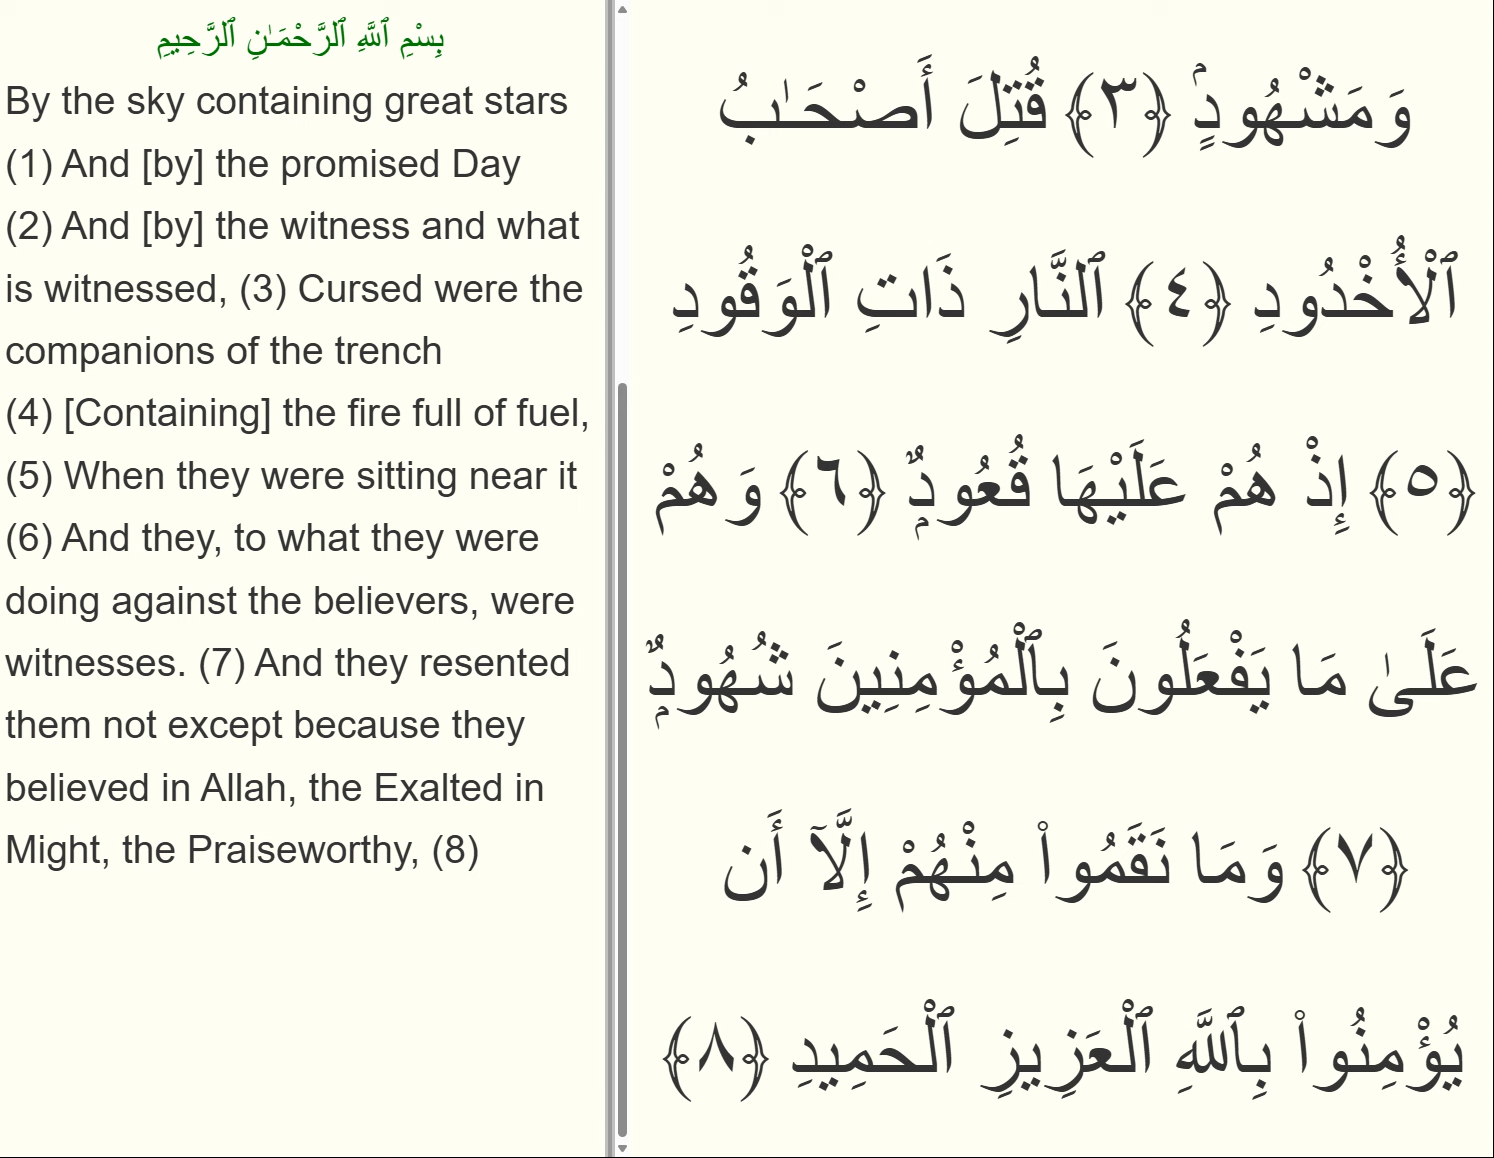 بِسْمِ ٱللَّهِ ٱلرَّحْمَـٰنِ ٱلرَّحِيمِ
By the sky containing great stars
(1) And [by] the promised Day
(2) And [by] the witness and what
is witnessed, (3) Cursed were the
companions of the trench
(4) [Containing] the fire full of fuel,
(5) When they were sitting near it
(6) And they, to what they were
doing against the believers, were
witnesses. (7) And they resented
them not except because they
believed in Allah, the Exalted in
Might, the Praiseworthy, (8)
وَمَشْهُودٍۢ ﴿٣﴾ قُتِلَ أَصْحَـٰبُ
ٱلْأُخْدُودِ ﴿٤﴾ ٱلنَّارِ ذَاتِ ٱلْوَقُودِ
﴿٥﴾ إِذْ هُمْ عَلَيْهَا قُعُودٌۭ ﴿٦﴾ وَهُمْ
عَلَىٰ مَا يَفْعَلُونَ بِٱلْمُؤْمِنِينَ شُهُودٌۭ
﴿٧﴾ وَمَا نَقَمُوا۟ مِنْهُمْ إِلَّآ أَن
يُؤْمِنُوا۟ بِٱللَّهِ ٱلْعَزِيزِ ٱلْحَمِيدِ ﴿٨﴾